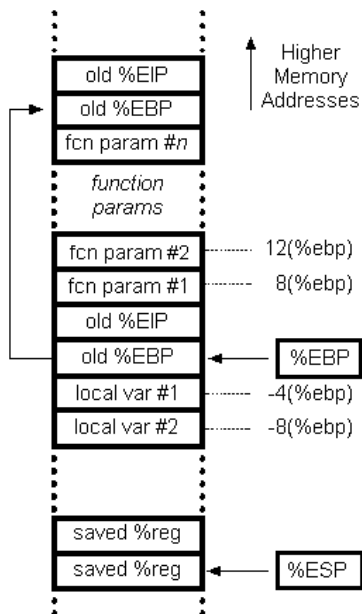 Higher
Memory
Addresses
old %EIP
old %EBP
fcn param #n
function
params
fcn param #2 12(%ebp)
fcn param #1 8(%ebp)
old %EIP
old %EBP %EBP
local var #1 -4(%ebp)
local var #2 -8(%ebp)
saved %reg
saved %reg %ESP